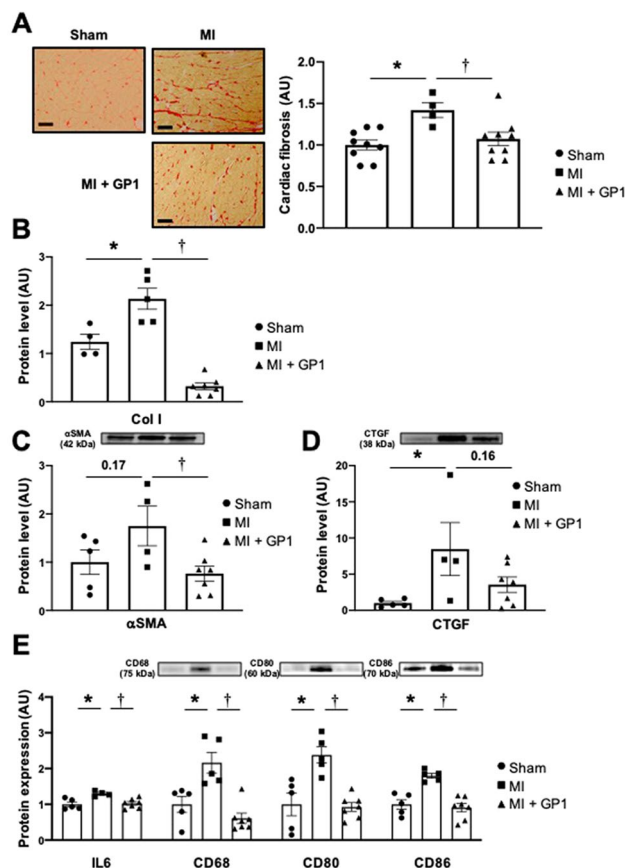 A
Sham
MI
MI + GP1
Cardiac fibrosis (AU)
2.0
1.5
1.0
0.5
0.0
*
†
Sham
MI
MI + GP1
B
Protein level (AU)
3
2
1
0
*
†
Col I
Sham
MI
MI + GP1
C
αSMA
(42 kDa)
Protein level (AU)
3
2
1
0
0.17
†
αSMA
Sham
MI
MI + GP1
D
CTGF
(38 kDa)
Protein level (AU)
20
15
10
5
0
*
0.16
CTGF
Sham
MI
MI + GP1
E
CD68
(75 kDa)
CD80
(60 kDa)
CD86
(70 kDa)
Protein expression (AU)
4
3
2
1
0
* † * † * † * †
IL6 CD68 CD80 CD86
Sham
MI
MI + GP1